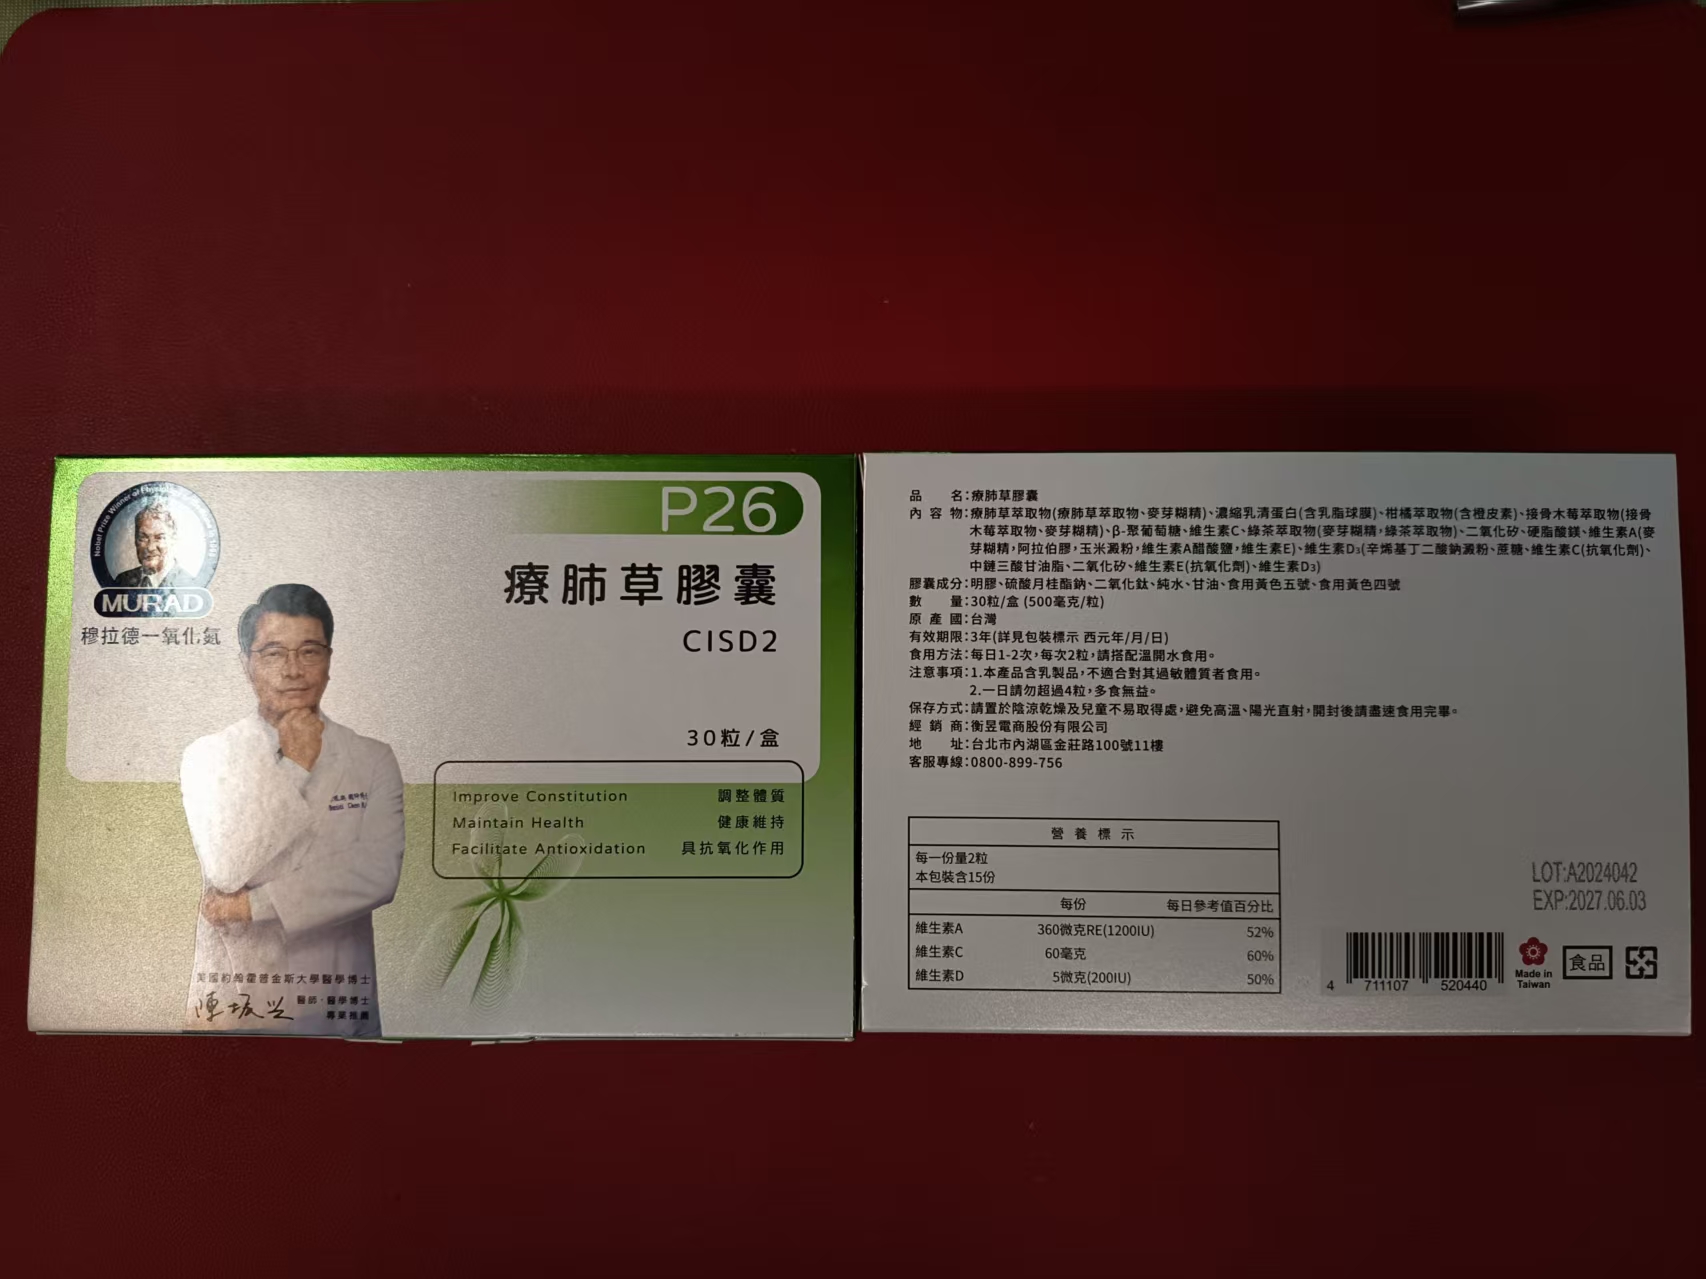 Nobel Prize Winner
MURAD
穆拉德一氧化氮
P26
療肺草膠囊
CISD2
30粒/盒
Improve Constitution 調整體質
Maintain Health 健康維持
Facilitate Antioxidation 具抗氧化作用
美國約翰霍普金斯大學醫學博士
陳振興
醫師・醫學博士
專業推薦
品 名:療肺草膠囊
內 容 物:療肺草萃取物(療肺草萃取物、麥芽糊精)、濃縮乳清蛋白(含乳脂球膜)、柑橘萃取物(含橙皮素)、接骨木莓萃取物(接骨
木莓萃取物、麥芽糊精)、β-聚葡萄糖、維生素C、綠茶萃取物(麥芽糊精,綠茶萃取物)、二氧化矽、硬脂酸鎂、維生素A(麥
芽糊精,阿拉伯膠,玉米澱粉,維生素A醋酸鹽,維生素E)、維生素D3(辛烯基丁二酸鈉澱粉、蔗糖、維生素C(抗氧化劑)、
中鏈三酸甘油脂、二氧化矽、維生素E(抗氧化劑)、維生素D3)
膠囊成分:明膠、硫酸月桂酯鈉、二氧化鈦、純水、甘油、食用黃色五號、食用黃色四號
數 量:30粒/盒 (500毫克/粒)
原 產 國:台灣
有效期限:3年(詳見包裝標示 西元年/月/日)
食用方法:每日1-2次,每次2粒,請搭配溫開水食用。
注意事項:1.本產品含乳製品,不適合對其過敏體質者食用。
2.一日請勿超過4粒,多食無益。
保存方式:請置於陰涼乾燥及兒童不易取得處,避免高溫、陽光直射,開封後請盡速食用完畢。
經 銷 商:衡昱電商股份有限公司
地 址:台北市內湖區金莊路100號11樓
客服專線:0800-899-756
營養標示
每一份量2粒
本包裝含15份
每份 每日參考值百分比
維生素A 360微克RE(1200IU) 52%
維生素C 60毫克 60%
維生素D 5微克(200IU) 50%
LOT:A2024042
EXP:2027.06.03
4 711107 520440
Made in
Taiwan
食品